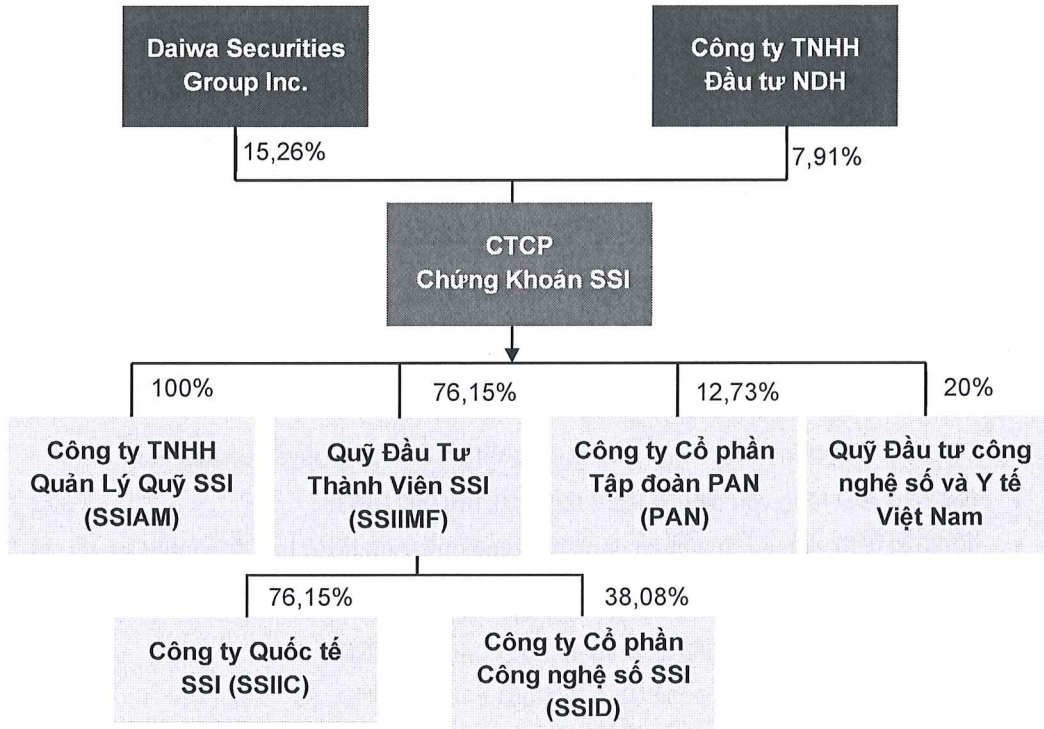 Daiwa Securities
Group Inc.
Công ty TNHH
Đầu tư NDH
15,26%
7,91%
CTCP
Chứng Khoán SSI
100%
76,15%
12,73%
20%
Công ty TNHH
Quản Lý Quỹ SSI
(SSIAM)
Quỹ Đầu Tư
Thành Viên SSI
(SSIIMF)
Công ty Cổ phần
Tập đoàn PAN
(PAN)
Quỹ Đầu tư công
nghệ số và Y tế
Việt Nam
76,15%
38,08%
Công ty Quốc tế
SSI (SSIIC)
Công ty Cổ phần
Công nghệ số SSI
(SSID)